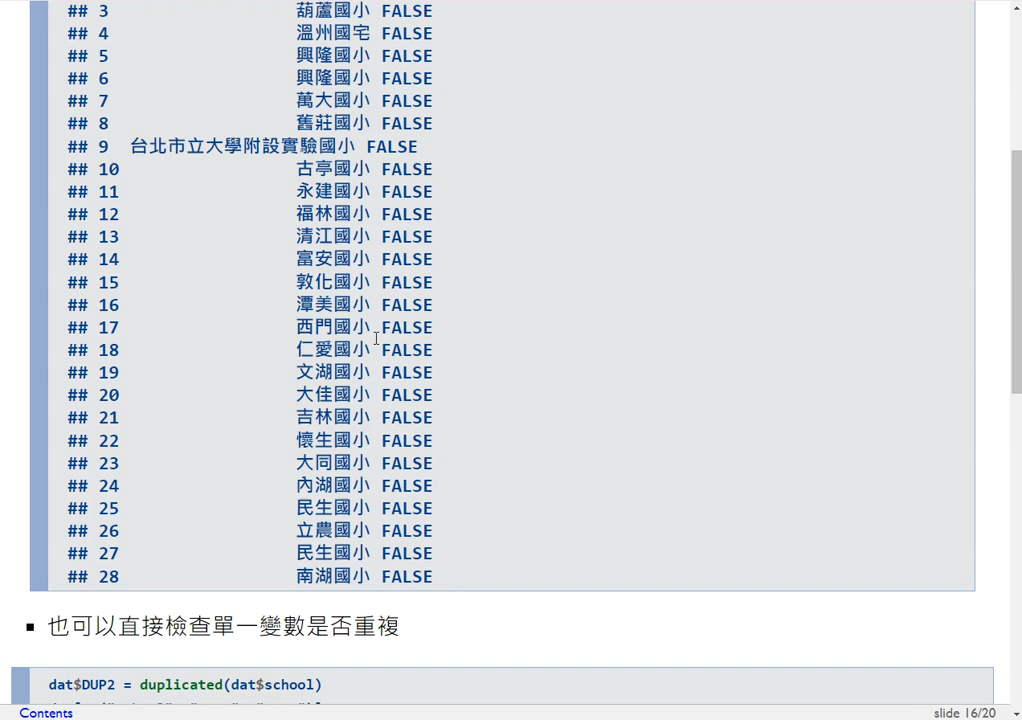 ## 3 葫蘆國小 FALSE
## 4 溫州國宅 FALSE
## 5 興隆國小 FALSE
## 6 興隆國小 FALSE
## 7 萬大國小 FALSE
## 8 舊莊國小 FALSE
## 9 台北市立大學附設實驗國小 FALSE
## 10 古亭國小 FALSE
## 11 永建國小 FALSE
## 12 福林國小 FALSE
## 13 清江國小 FALSE
## 14 富安國小 FALSE
## 15 敦化國小 FALSE
## 16 潭美國小 FALSE
## 17 西門國小 FALSE
## 18 仁愛國小 FALSE
## 19 文湖國小 FALSE
## 20 大佳國小 FALSE
## 21 吉林國小 FALSE
## 22 懷生國小 FALSE
## 23 大同國小 FALSE
## 24 內湖國小 FALSE
## 25 民生國小 FALSE
## 26 立農國小 FALSE
## 27 民生國小 FALSE
## 28 南湖國小 FALSE
▪ 也可以直接檢查單一變數是否重複
dat$DUP2 = duplicated(dat$school)
Contents
slide 16/20